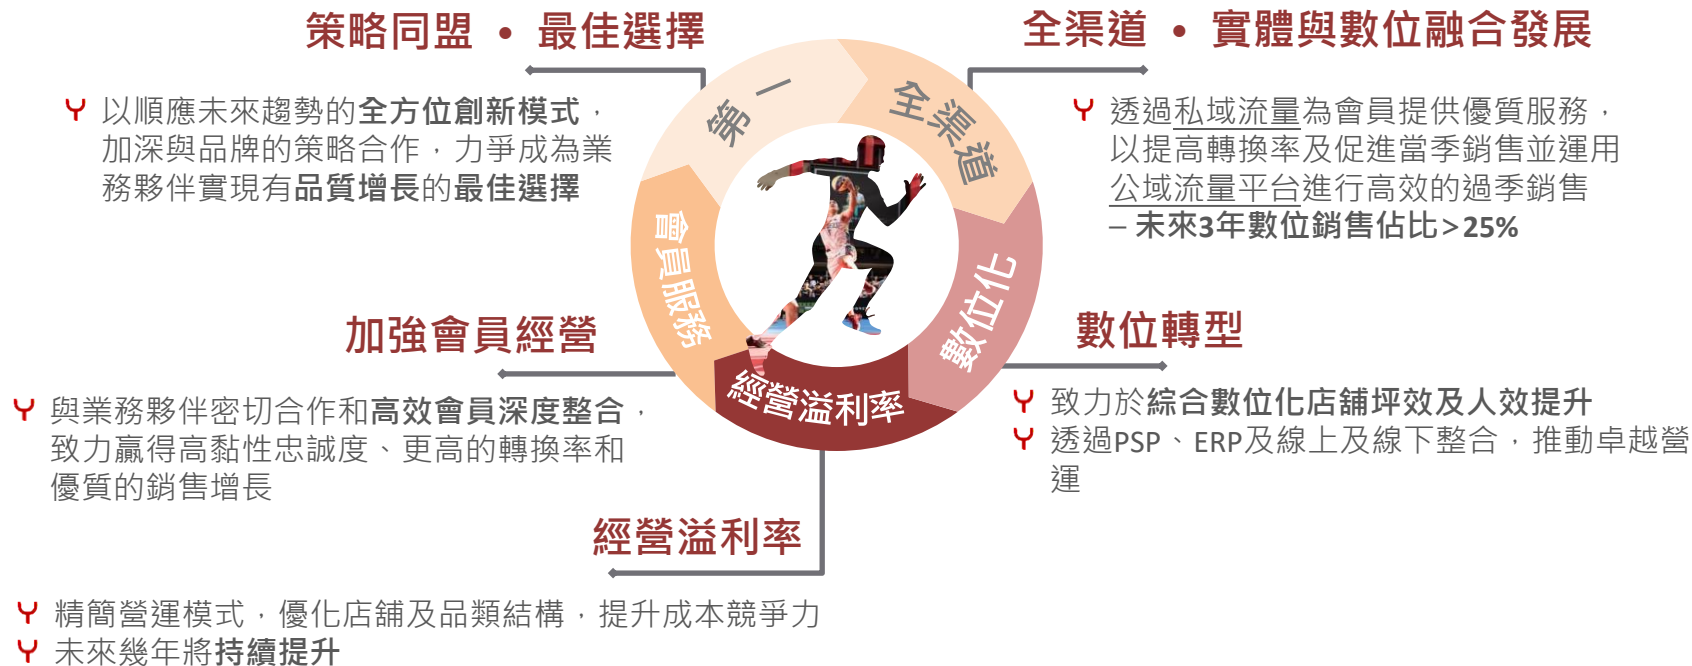 策略同盟 • 最佳選擇
以順應未來趨勢的全方位創新模式，
加深與品牌的策略合作，力爭成為業
務夥伴實現有品質增長的最佳選擇
全渠道 • 實體與數位融合發展
透過私域流量為會員提供優質服務，
以提高轉換率及促進當季銷售並運用
公域流量平台進行高效的過季銷售
– 未來3年數位銷售佔比>25%
第一
全渠道
數位化
經營溢利率
會員服務
加強會員經營
與業務夥伴密切合作和高效會員深度整合，
致力贏得高黏性忠誠度、更高的轉換率和
優質的銷售增長
數位轉型
致力於綜合數位化店舖坪效及人效提升
透過PSP、ERP及線上及線下整合，推動卓越營
運
經營溢利率
精簡營運模式，優化店舖及品類結構，提升成本競爭力
未來幾年將持續提升